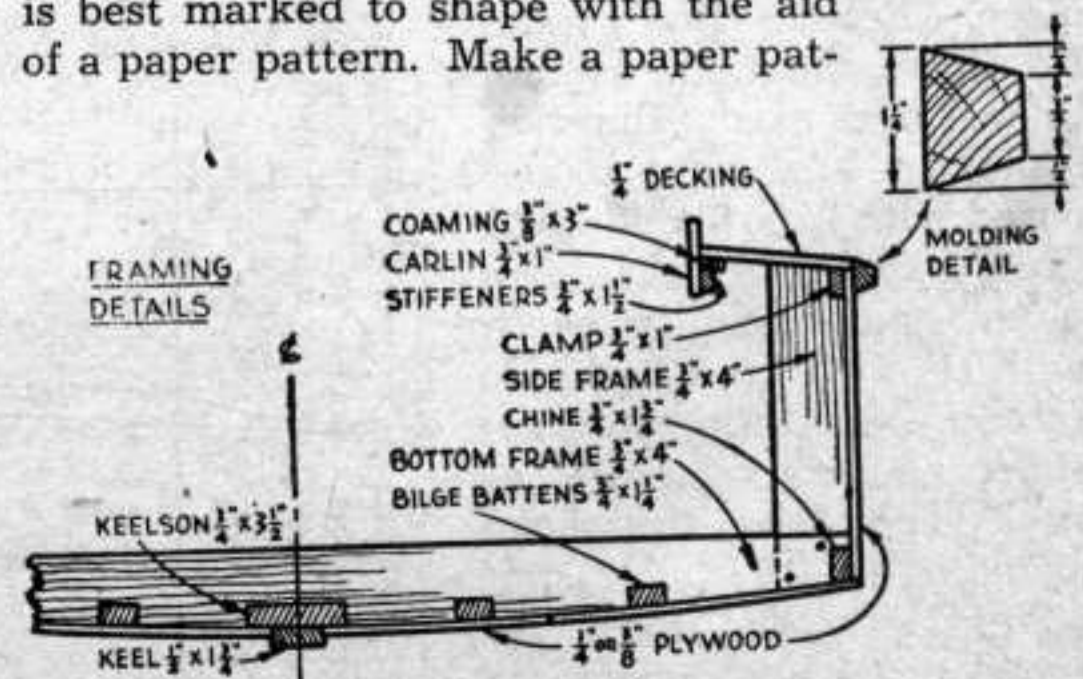 is best marked to shape with the aid
of a paper pattern. Make a paper pat-
1¼"
¼" DECKING
COAMING ⅜" x 3"
CARLIN ¾" x 1"
STIFFENERS ¾" x 1½"
MOLDING
DETAIL
FRAMING
DETAILS
℄
CLAMP ¾" x 1"
SIDE FRAME ¾" x 4"
CHINE ¾" x 1¾"
BOTTOM FRAME ¾" x 4"
BILGE BATTENS ¾" x 1¼"
KEELSON ¾" x 3½"
KEEL ½" x 1¾"
¼" OR ⅜" PLYWOOD